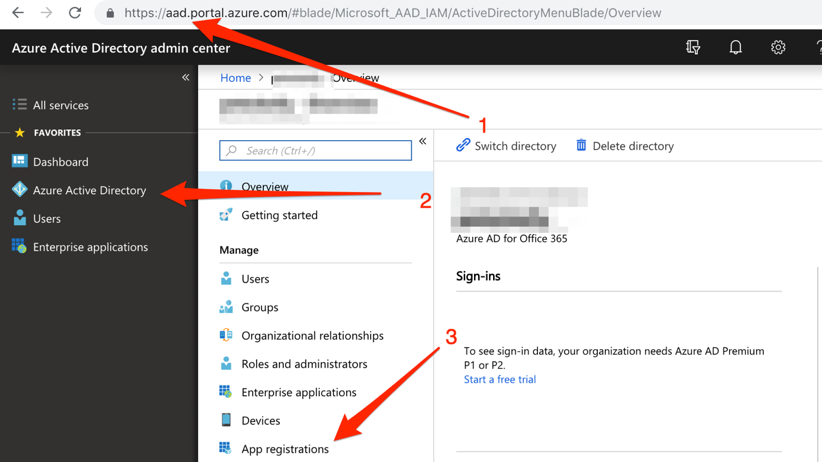 https://aad.portal.azure.com/#blade/Microsoft_AAD_IAM/ActiveDirectoryMenuBlade/Overview
Azure Active Directory admin center
Home > Overview
All services
FAVORITES
Dashboard
Azure Active Directory
Users
Enterprise applications
Search (Ctrl+/)
Overview
Getting started
Manage
Users
Groups
Organizational relationships
Roles and administrators
Enterprise applications
Devices
App registrations
1
Switch directory
Delete directory
2
Azure AD for Office 365
Sign-ins
3
To see sign-in data, your organization needs Azure AD Premium
P1 or P2.
Start a free trial